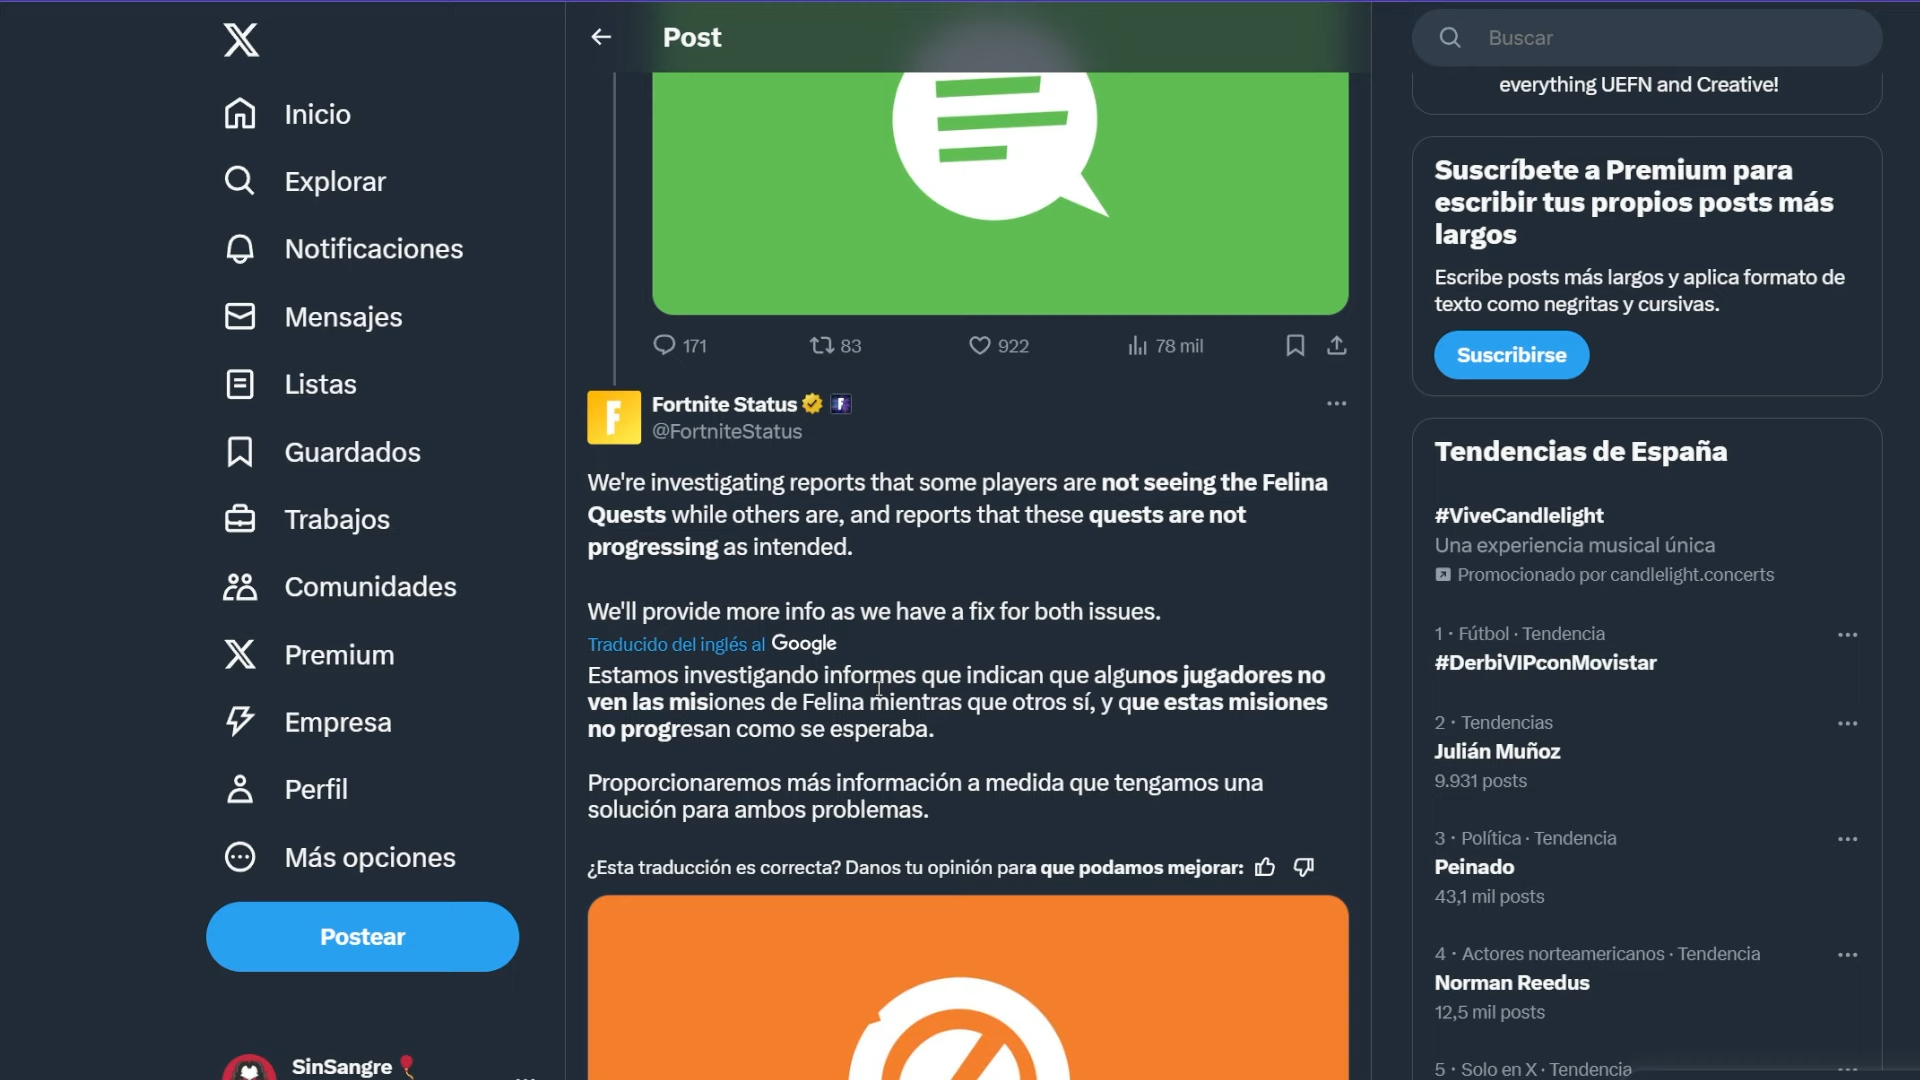 Inicio
Explorar
Notificaciones
Mensajes
Listas
Guardados
Trabajos
Comunidades
Premium
Empresa
Perfil
Más opciones
Postear
SinSangre
Post
171
83
922
78 mil
Fortnite Status
@FortniteStatus
We're investigating reports that some players are not seeing the Felina
Quests while others are, and reports that these quests are not
progressing as intended.
We'll provide more info as we have a fix for both issues.
Traducido del inglés al Google
Estamos investigando informes que indican que algunos jugadores no
ven las misiones de Felina mientras que otros sí, y que estas misiones
no progresan como se esperaba.
Proporcionaremos más información a medida que tengamos una
solución para ambos problemas.
¿Esta traducción es correcta? Danos tu opinión para que podamos mejorar:
Buscar
everything UEFN and Creative!
Suscríbete a Premium para
escribir tus propios posts más
largos
Escribe posts más largos y aplica formato de
texto como negritas y cursivas.
Suscribirse
Tendencias de España
#ViveCandlelight
Una experiencia musical única
Promocionado por candlelight.concerts
1 · Fútbol · Tendencia
#DerbiVIPconMovistar
2 · Tendencias
Julián Muñoz
9.931 posts
3 · Política · Tendencia
Peinado
43,1 mil posts
4 · Actores norteamericanos · Tendencia
Norman Reedus
12,5 mil posts
5 · Solo en X · Tendencia